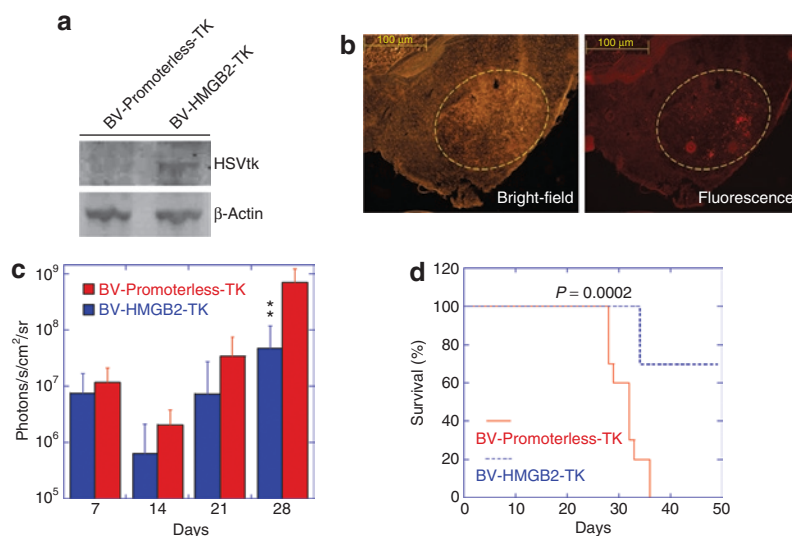 a
BV-Promoterless-TK
BV-HMGB2-TK
HSVtk
β-Actin
b
100 μm
Bright-field
100 μm
Fluorescence
c
BV-Promoterless-TK
BV-HMGB2-TK
**
Photons/s/cm²/sr
10⁹
10⁸
10⁷
10⁶
10⁵
7 14 21 28
Days
d
P = 0.0002
Survival (%)
120
100
80
60
40
20
0
BV-Promoterless-TK
BV-HMGB2-TK
0 10 20 30 40 50
Days